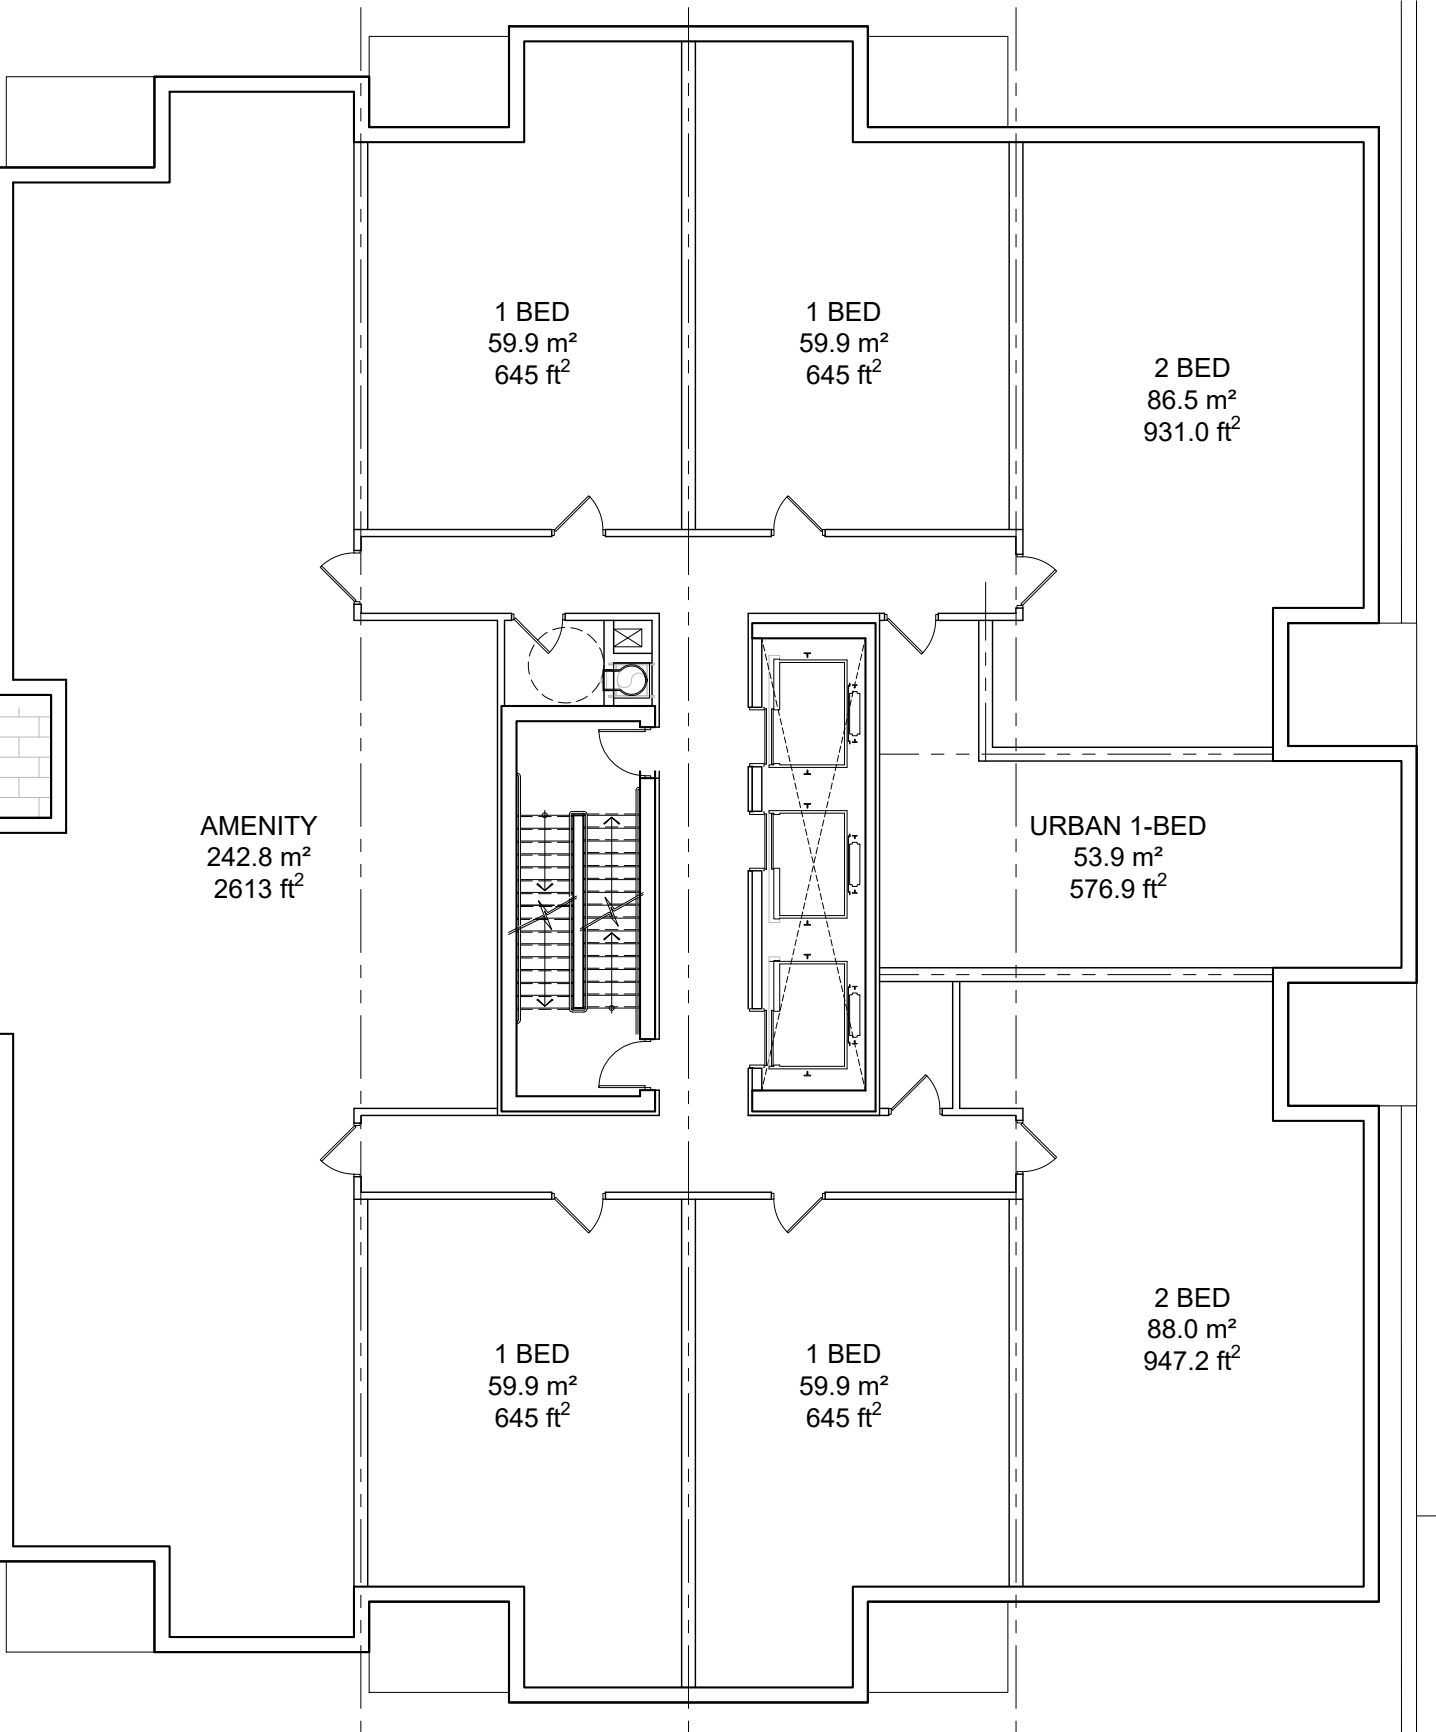 1 BED
59.9 m²
645 ft²
1 BED
59.9 m²
645 ft²
2 BED
86.5 m²
931.0 ft²
AMENITY
242.8 m²
2613 ft²
URBAN 1-BED
53.9 m²
576.9 ft²
1 BED
59.9 m²
645 ft²
1 BED
59.9 m²
645 ft²
2 BED
88.0 m²
947.2 ft²